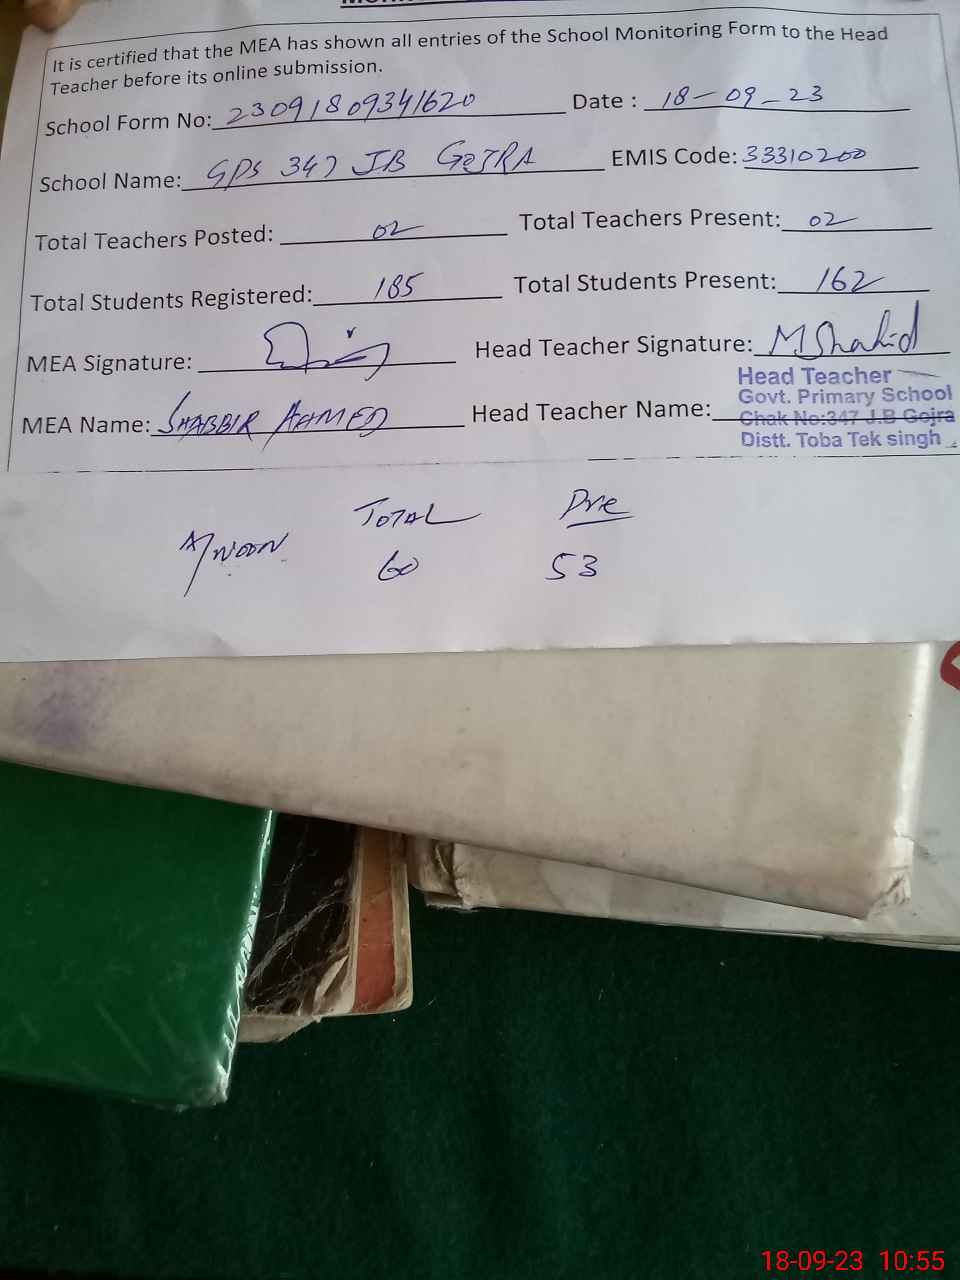 It is certified that the MEA has shown all entries of the School Monitoring Form to the Head
Teacher before its online submission.
School Form No: 23091809341620 Date : 18-09-23
School Name: GPS 347 JB GOJRA EMIS Code: 33310200
Total Teachers Posted: 02 Total Teachers Present: 02
Total Students Registered: 185 Total Students Present: 162
MEA Signature: Head Teacher Signature: M Shahid
MEA Name: SHABBIR AHMED Head Teacher Name:
Head Teacher
Govt. Primary School
Chak No:347 J.B Gojra
Distt. Toba Tek singh
TOTAL Pre
A/NOON 60 53
18-09-23 10:55